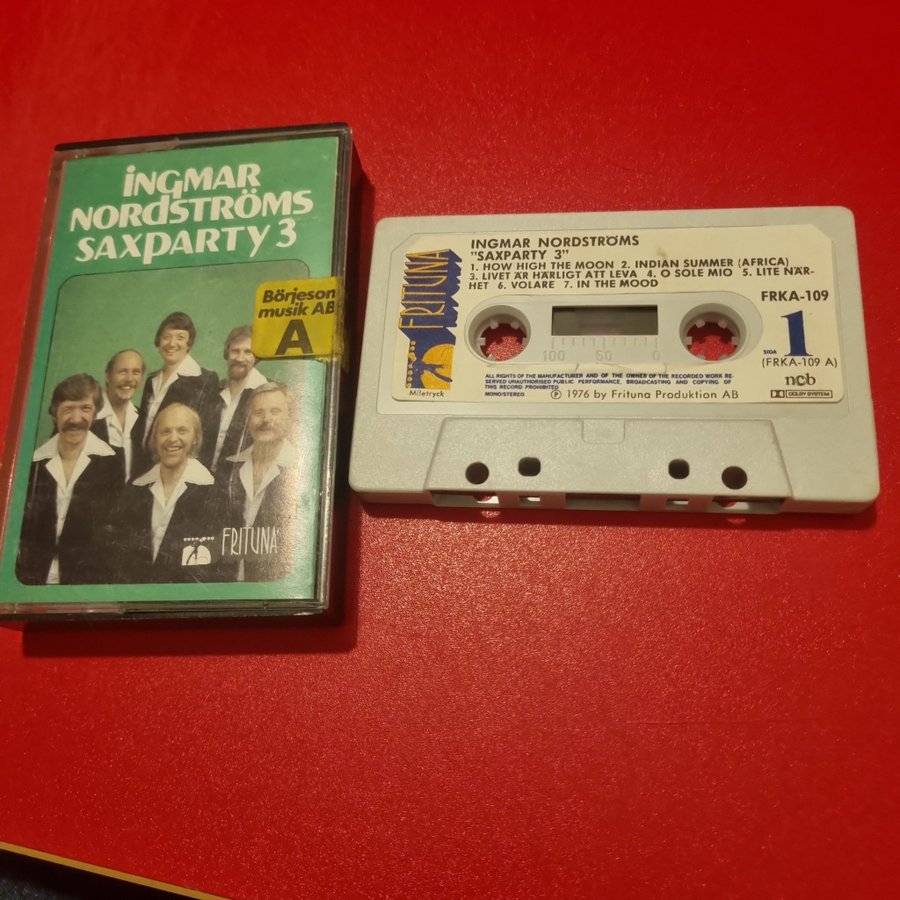 iNGMAR
NORdSTRÖMS
SAXPARTY 3
Börjeson
musik AB
A
FRITUNA
FRITUNA
Miletryck
INGMAR NORDSTRÖMS
"SAXPARTY 3"
1. HOW HIGH THE MOON 2. INDIAN SUMMER (AFRICA)
3. LIVET ÄR HÄRLIGT ATT LEVA 4. O SOLE MIO 5. LITE NÄR-
HET 6. VOLARE 7. IN THE MOOD
FRKA-109
SIDA 1
(FRKA-109 A)
100 50 0
ncb
ALL RIGHTS OF THE MANUFACTURER AND OF THE OWNER OF THE RECORDED WORK RE-
SERVED UNAUTHORISED PUBLIC PERFORMANCE, BROADCASTING AND COPYING OF
THIS RECORD PROHIBITED
MONO/STEREO ℗ 1976 by Frituna Produktion AB
DOLBY SYSTEM